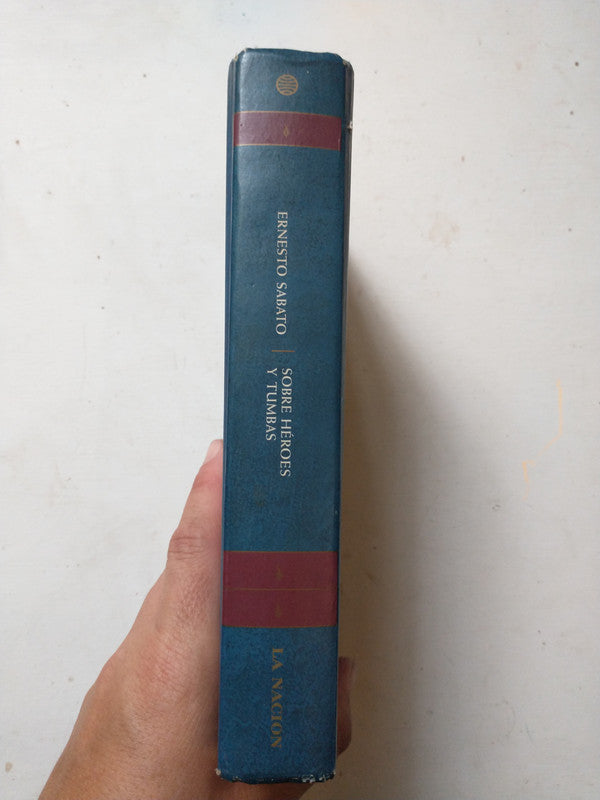 ERNESTO SABATO
SOBRE HÉROES
Y TUMBAS
LA NACION